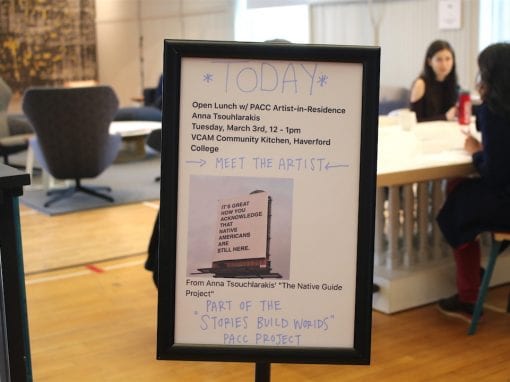 * TODAY *
Open Lunch w/ PACC Artist-in-Residence
Anna Tsouhlarakis
Tuesday, March 3rd, 12 - 1pm
VCAM Community Kitchen, Haverford
College
→ MEET THE ARTIST ←
IT'S GREAT
HOW YOU
ACKNOWLEDGE
THAT
NATIVE
AMERICANS
ARE
STILL HERE.
From Anna Tsouclarakis' "The Native Guide
Project"
PART OF THE
"STORIES BUILD WORLDS"
PACC PROJECT